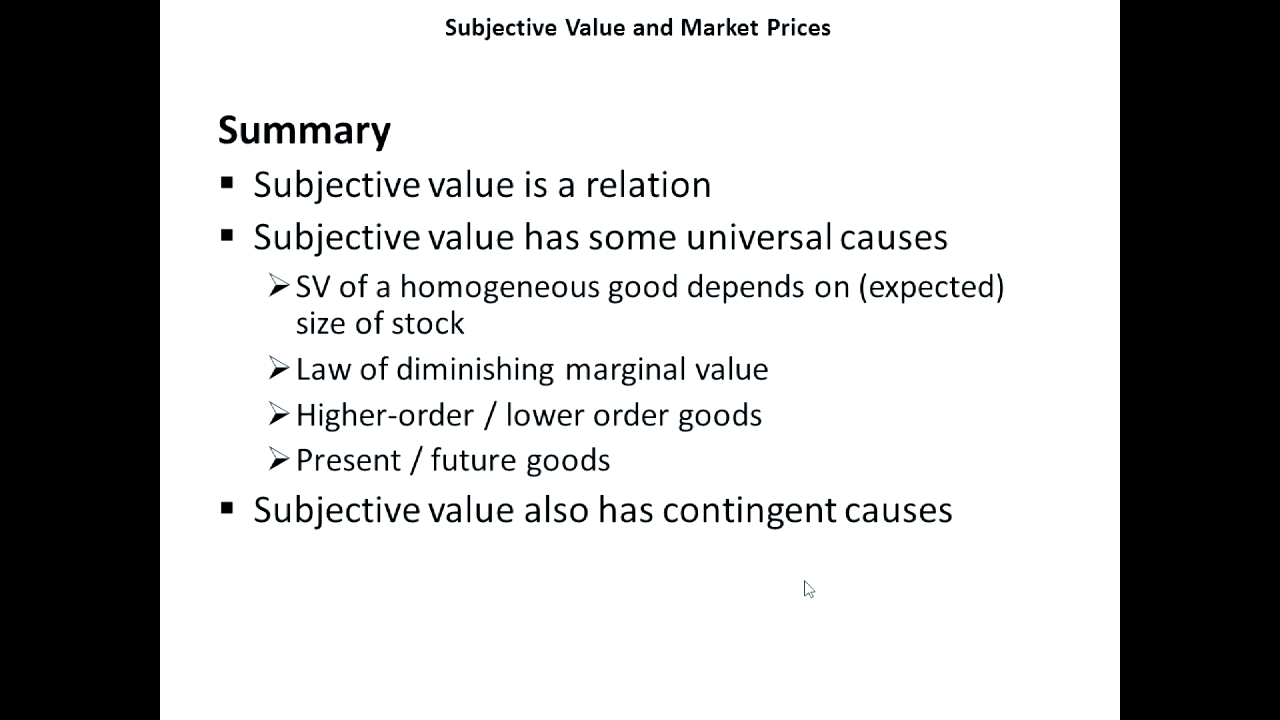 Subjective Value and Market Prices
Summary
▪ Subjective value is a relation
▪ Subjective value has some universal causes
➢ SV of a homogeneous good depends on (expected)
size of stock
➢ Law of diminishing marginal value
➢ Higher-order / lower order goods
➢ Present / future goods
▪ Subjective value also has contingent causes